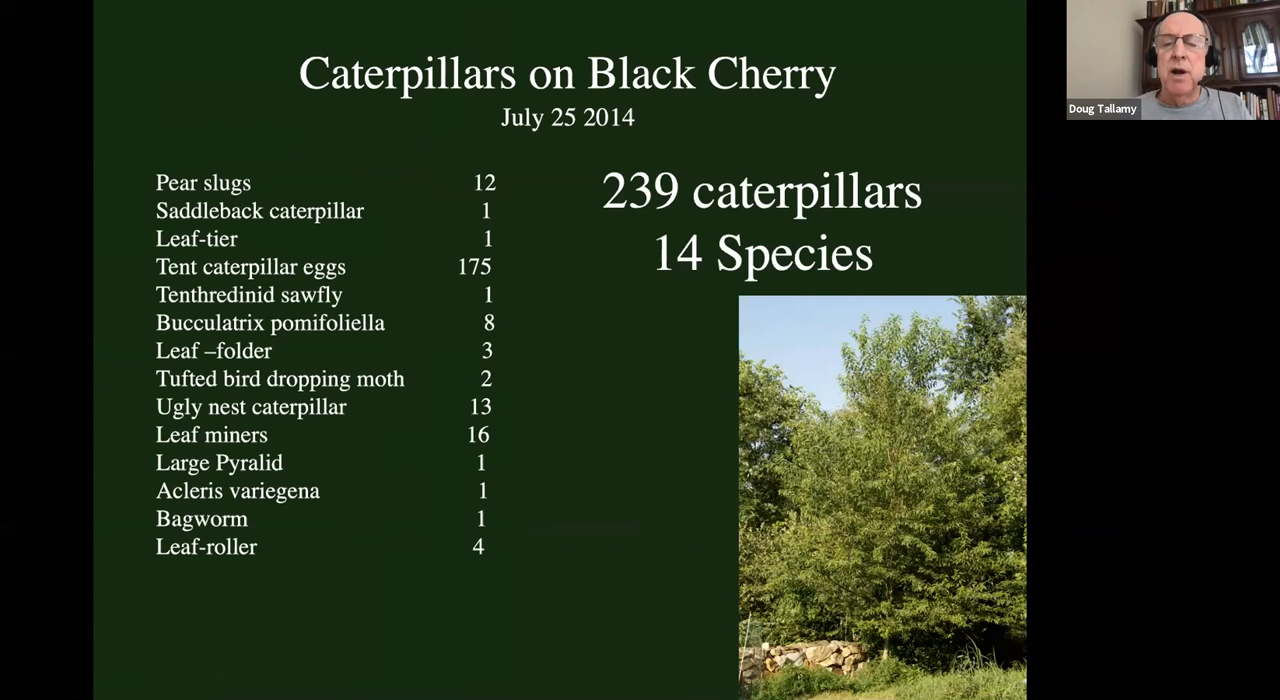 Caterpillars on Black Cherry
July 25 2014
Pear slugs 12
Saddleback caterpillar 1
Leaf-tier 1
Tent caterpillar eggs 175
Tenthredinid sawfly 1
Bucculatrix pomifoliella 8
Leaf –folder 3
Tufted bird dropping moth 2
Ugly nest caterpillar 13
Leaf miners 16
Large Pyralid 1
Acleris variegena 1
Bagworm 1
Leaf-roller 4
239 caterpillars
14 Species
Doug Tallamy